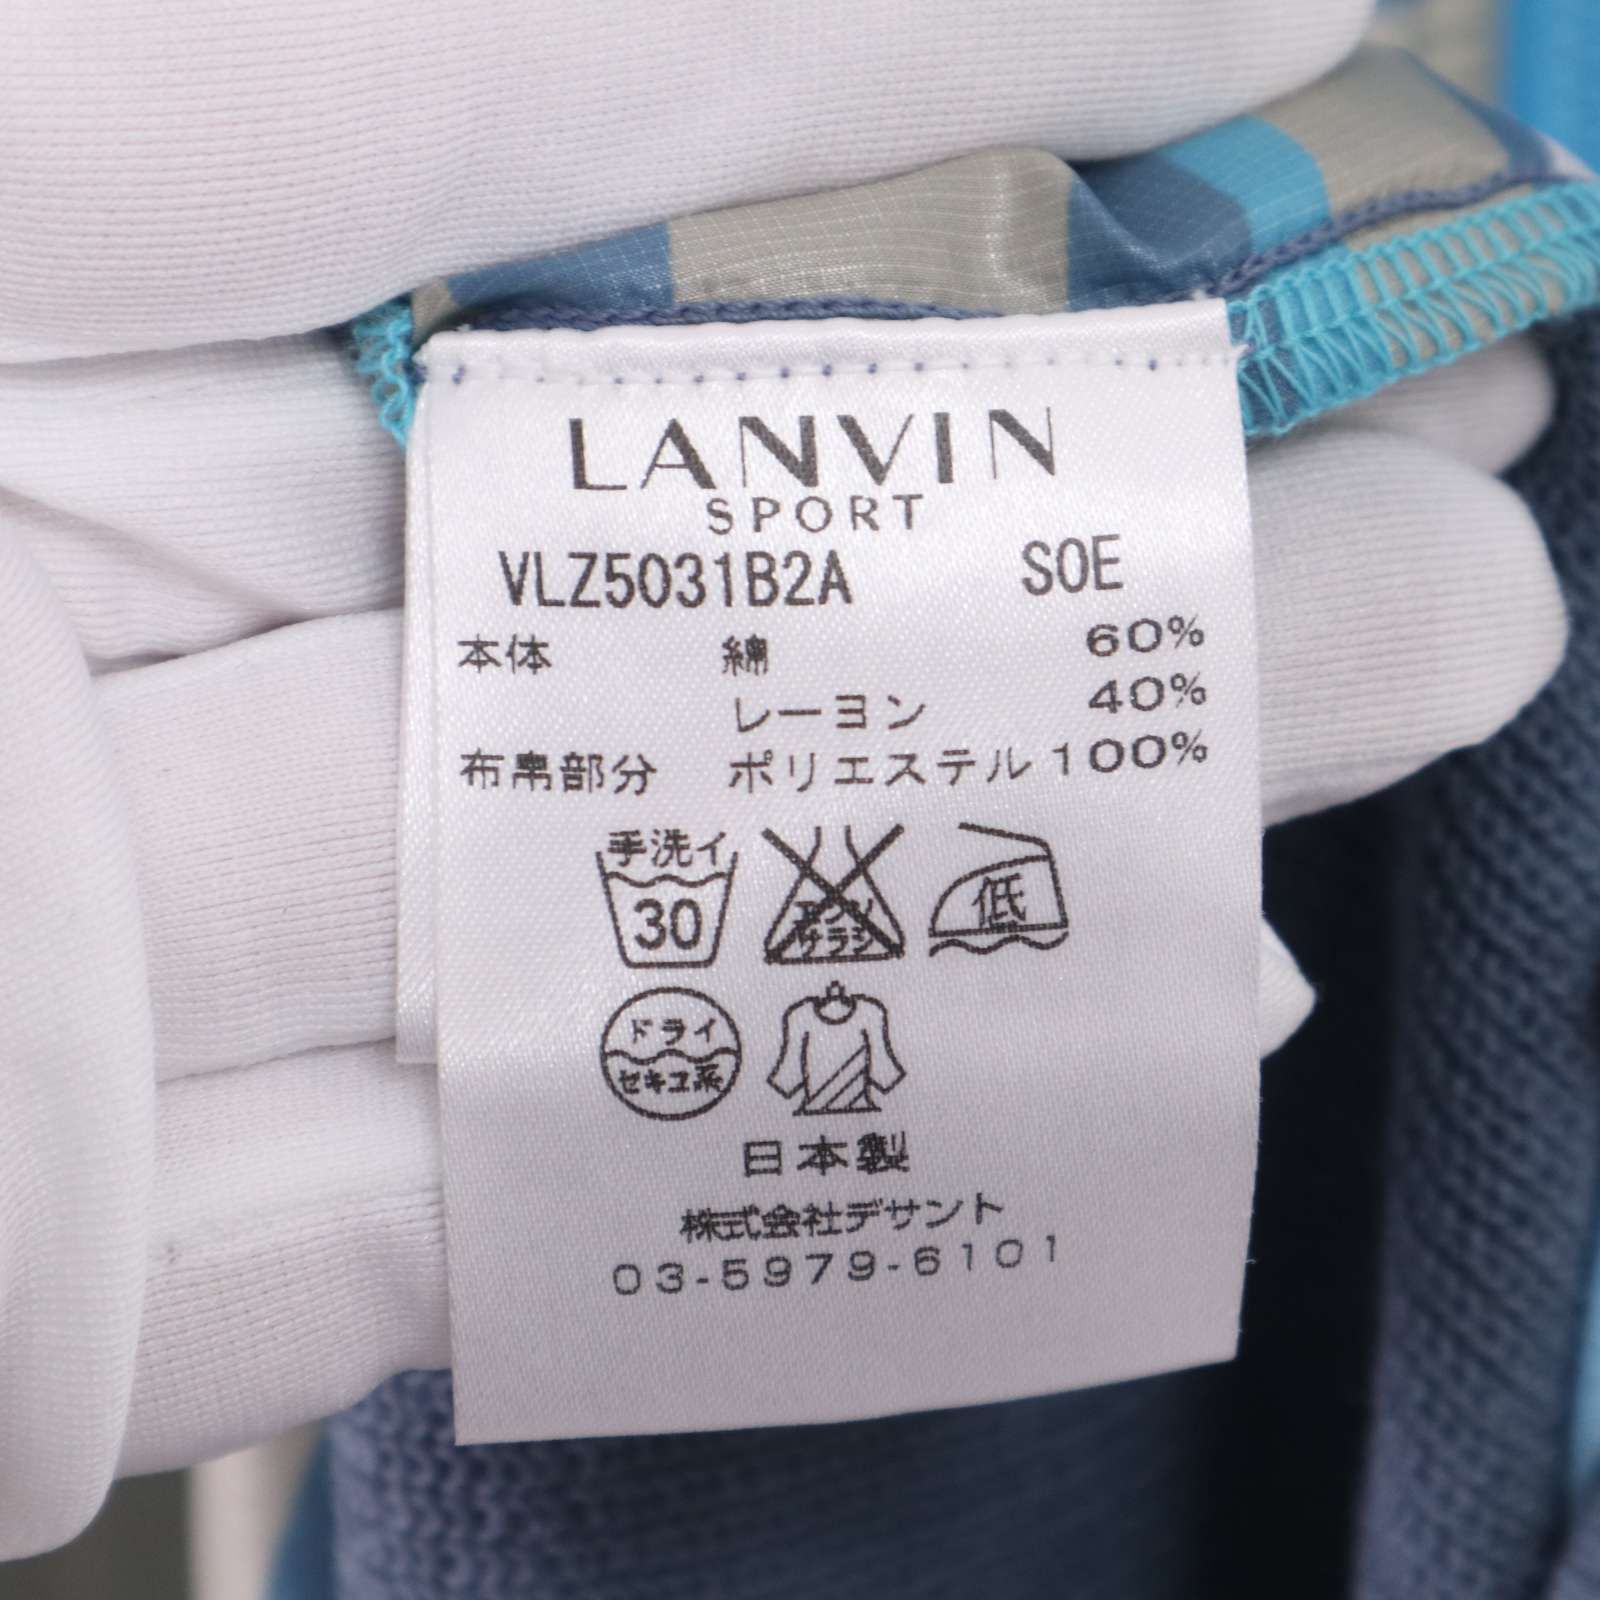 LANVIN
SPORT
VLZ5031B2A SOE
本体 綿 60%
レーヨン 40%
布帛部分 ポリエステル 100%
手洗イ
30
エンソ
サラシ
低
ドライ
セキユ系
日本製
株式会社デサント
03-5979-6101